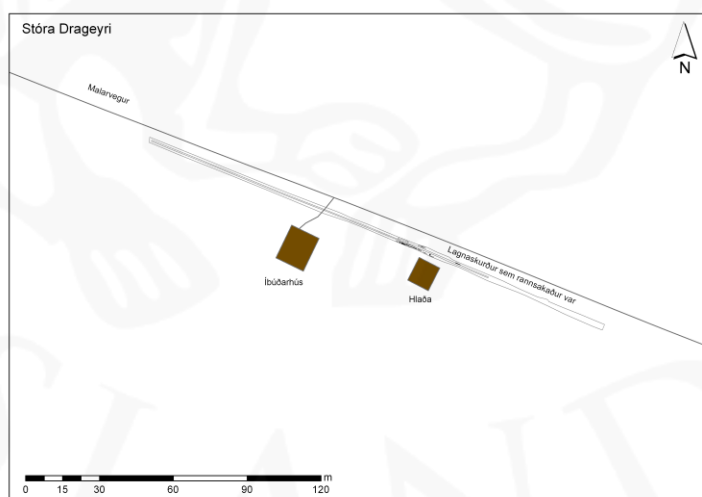 Stóra Drageyri
N
Malarvegur
Lagnaskurður sem rannsakaður var
Íbúðarhús
Hlaða
m
0 15 30 60 90 120